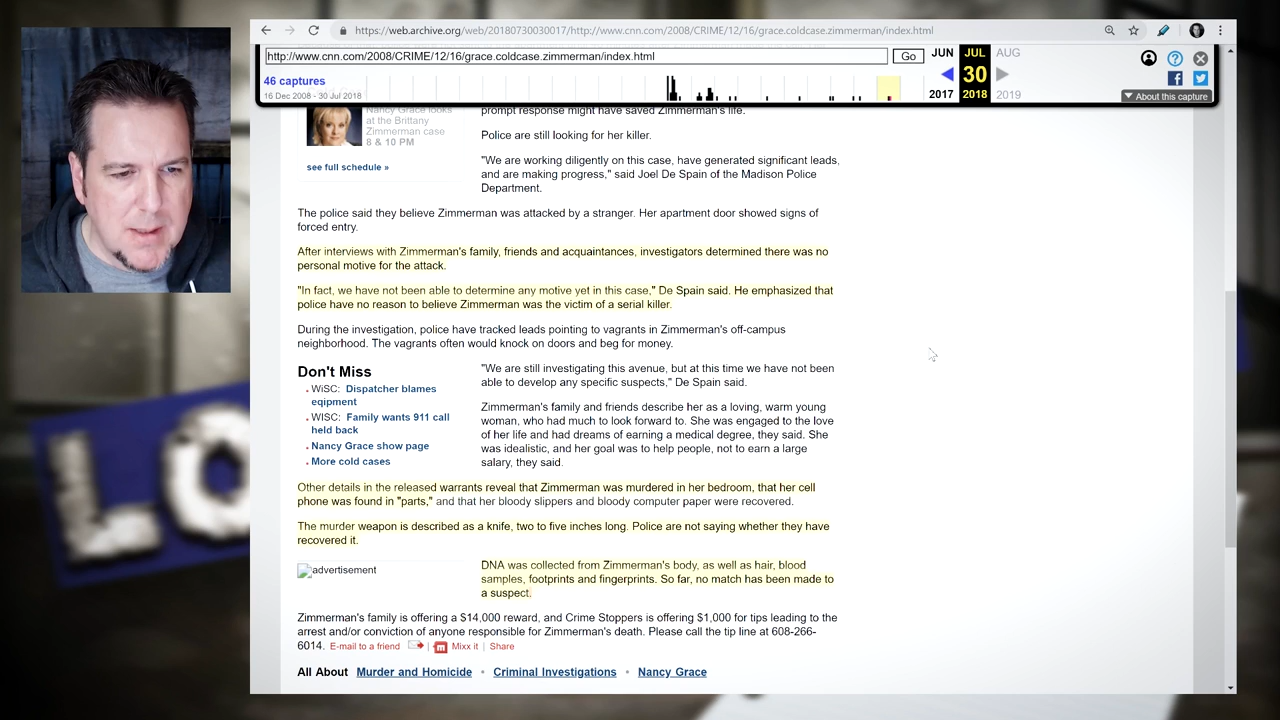 https://web.archive.org/web/20180730030017/http://www.cnn.com/2008/CRIME/12/16/grace.coldcase.zimmerman/index.html
http://www.cnn.com/2008/CRIME/12/16/grace.coldcase.zimmerman/index.html
Go
JUN
JUL
AUG
46 captures
30
16 Dec 2008 - 30 Jul 2018
2017
2018
2019
About this capture
Nancy Grace looks
at the Brittany
Zimmerman case
8 & 10 PM
see full schedule »
prompt response might have saved Zimmerman's life.
Police are still looking for her killer.
"We are working diligently on this case, have generated significant leads,
and are making progress," said Joel De Spain of the Madison Police
Department.
The police said they believe Zimmerman was attacked by a stranger. Her apartment door showed signs of
forced entry.
After interviews with Zimmerman's family, friends and acquaintances, investigators determined there was no
personal motive for the attack.
"In fact, we have not been able to determine any motive yet in this case," De Spain said. He emphasized that
police have no reason to believe Zimmerman was the victim of a serial killer.
During the investigation, police have tracked leads pointing to vagrants in Zimmerman's off-campus
neighborhood. The vagrants often would knock on doors and beg for money.
Don't Miss
WiSC: Dispatcher blames
eqipment
WISC: Family wants 911 call
held back
Nancy Grace show page
More cold cases
"We are still investigating this avenue, but at this time we have not been
able to develop any specific suspects," De Spain said.
Zimmerman's family and friends describe her as a loving, warm young
woman, who had much to look forward to. She was engaged to the love
of her life and had dreams of earning a medical degree, they said. She
was idealistic, and her goal was to help people, not to earn a large
salary, they said.
Other details in the released warrants reveal that Zimmerman was murdered in her bedroom, that her cell
phone was found in "parts," and that her bloody slippers and bloody computer paper were recovered.
The murder weapon is described as a knife, two to five inches long. Police are not saying whether they have
recovered it.
advertisement
DNA was collected from Zimmerman's body, as well as hair, blood
samples, footprints and fingerprints. So far, no match has been made to
a suspect.
Zimmerman's family is offering a $14,000 reward, and Crime Stoppers is offering $1,000 for tips leading to the
arrest and/or conviction of anyone responsible for Zimmerman's death. Please call the tip line at 608-266-
6014. E-mail to a friend | Mixx it | Share
All About Murder and Homicide • Criminal Investigations • Nancy Grace
LO